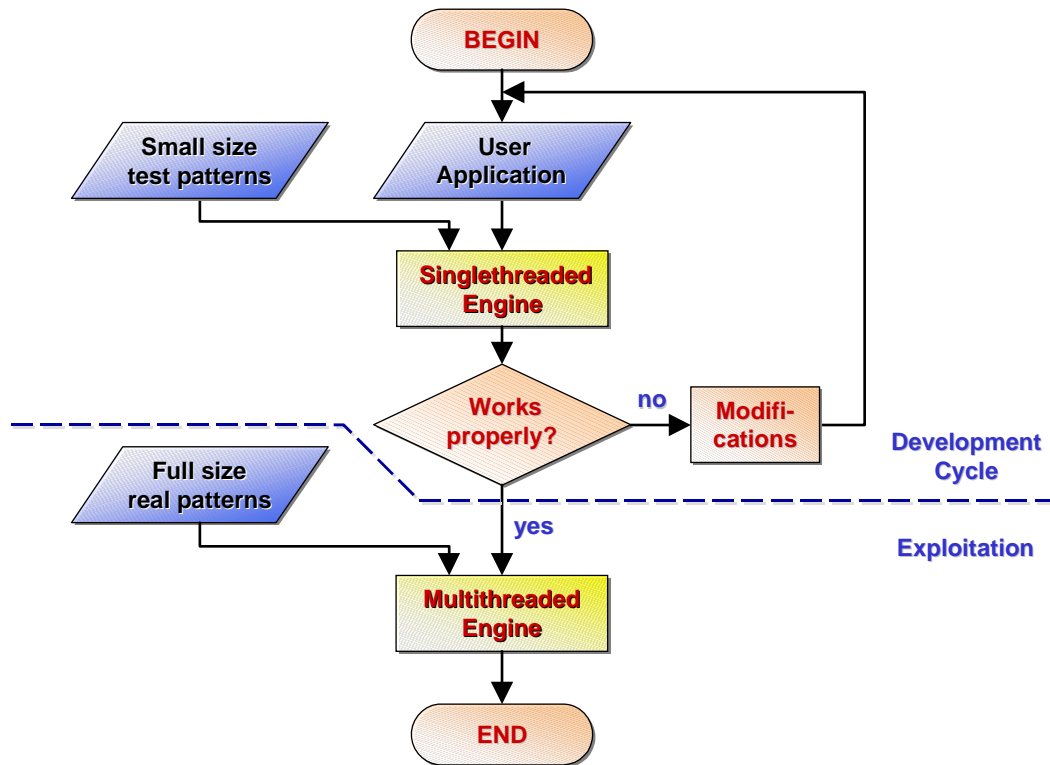 BEGIN
Small size
test patterns
User
Application
Singlethreaded
Engine
Works
properly?
no
Modifi-
cations
Development
Cycle
Full size
real patterns
yes
Exploitation
Multithreaded
Engine
END